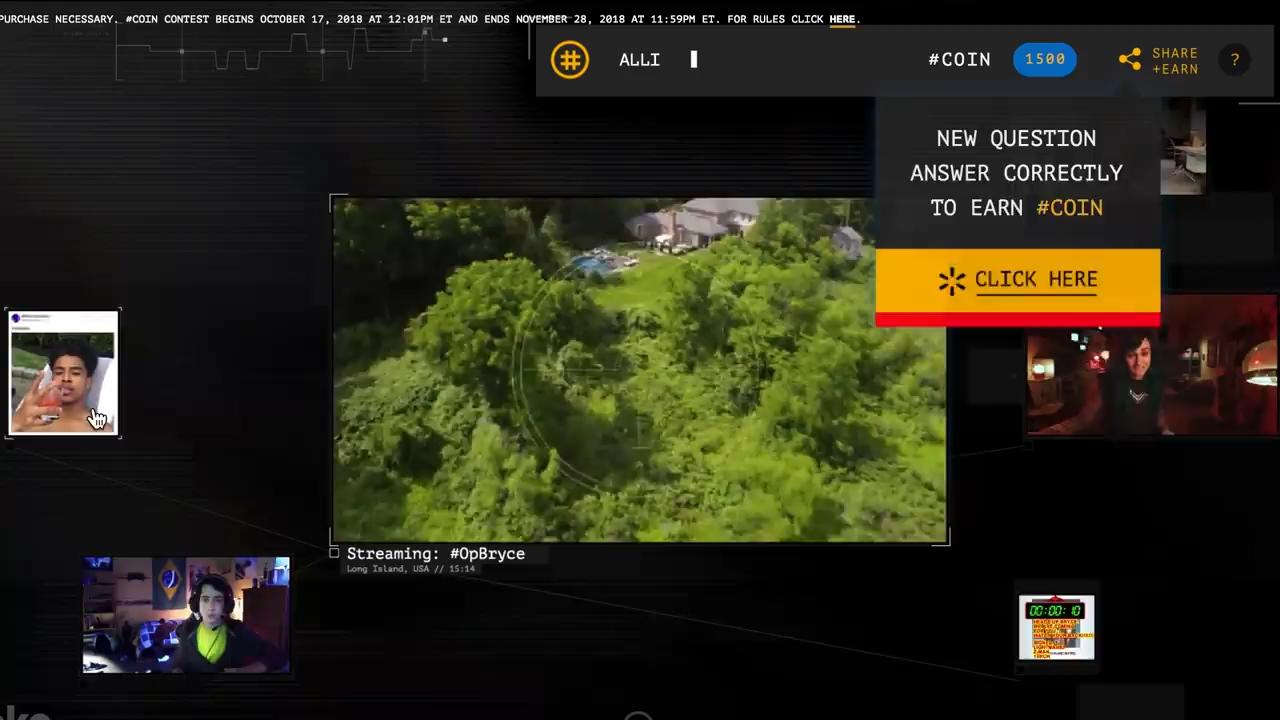 PURCHASE NECESSARY. #COIN CONTEST BEGINS OCTOBER 17, 2018 AT 12:01PM ET AND ENDS NOVEMBER 28, 2018 AT 11:59PM ET. FOR RULES CLICK HERE.
# ALLI #COIN 1500 SHARE +EARN ?
NEW QUESTION
ANSWER CORRECTLY
TO EARN #COIN
CLICK HERE
Streaming: #OpBryce
Long Island, USA // 15:14
00:00:10